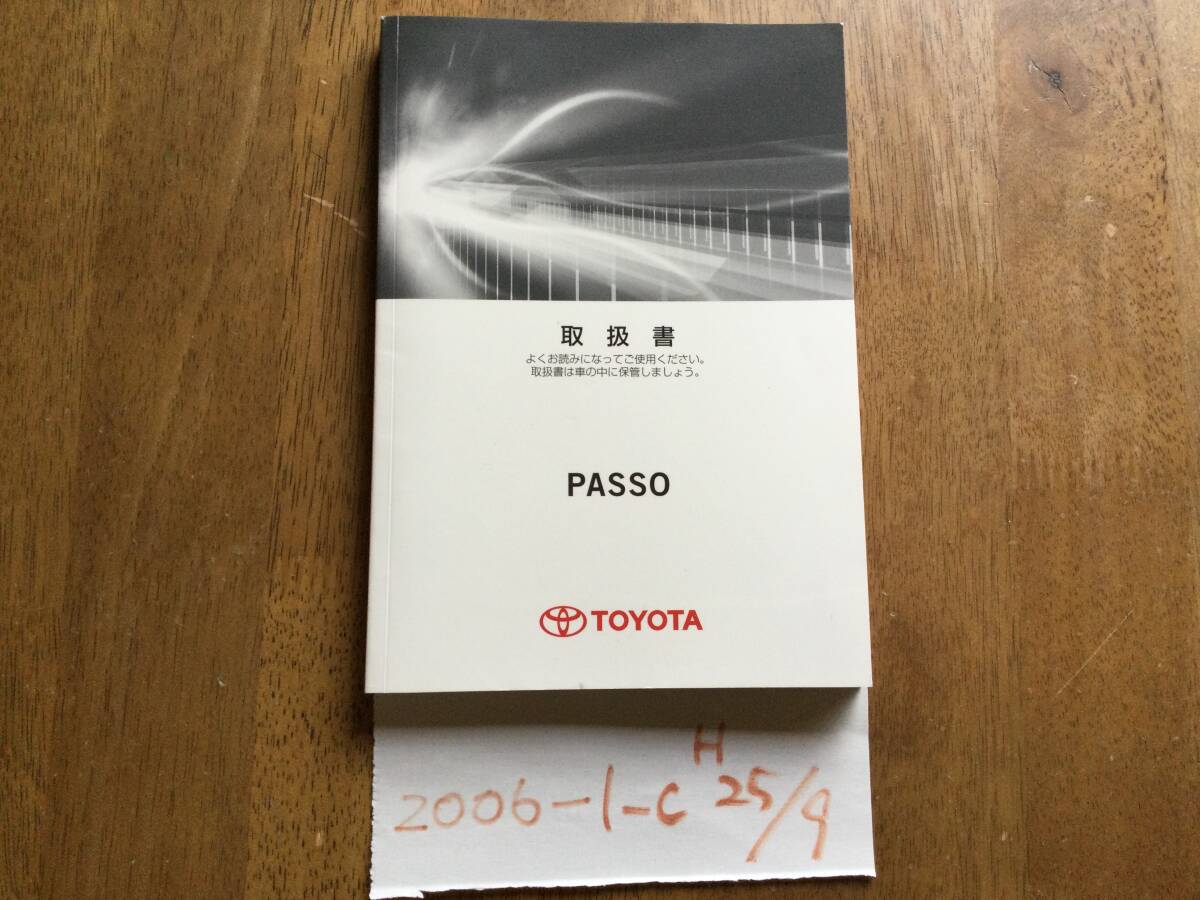 取扱書
よくお読みになってご使用ください。
取扱書は車の中に保管しましょう。
PASSO
TOYOTA
2006-1-C H25/9